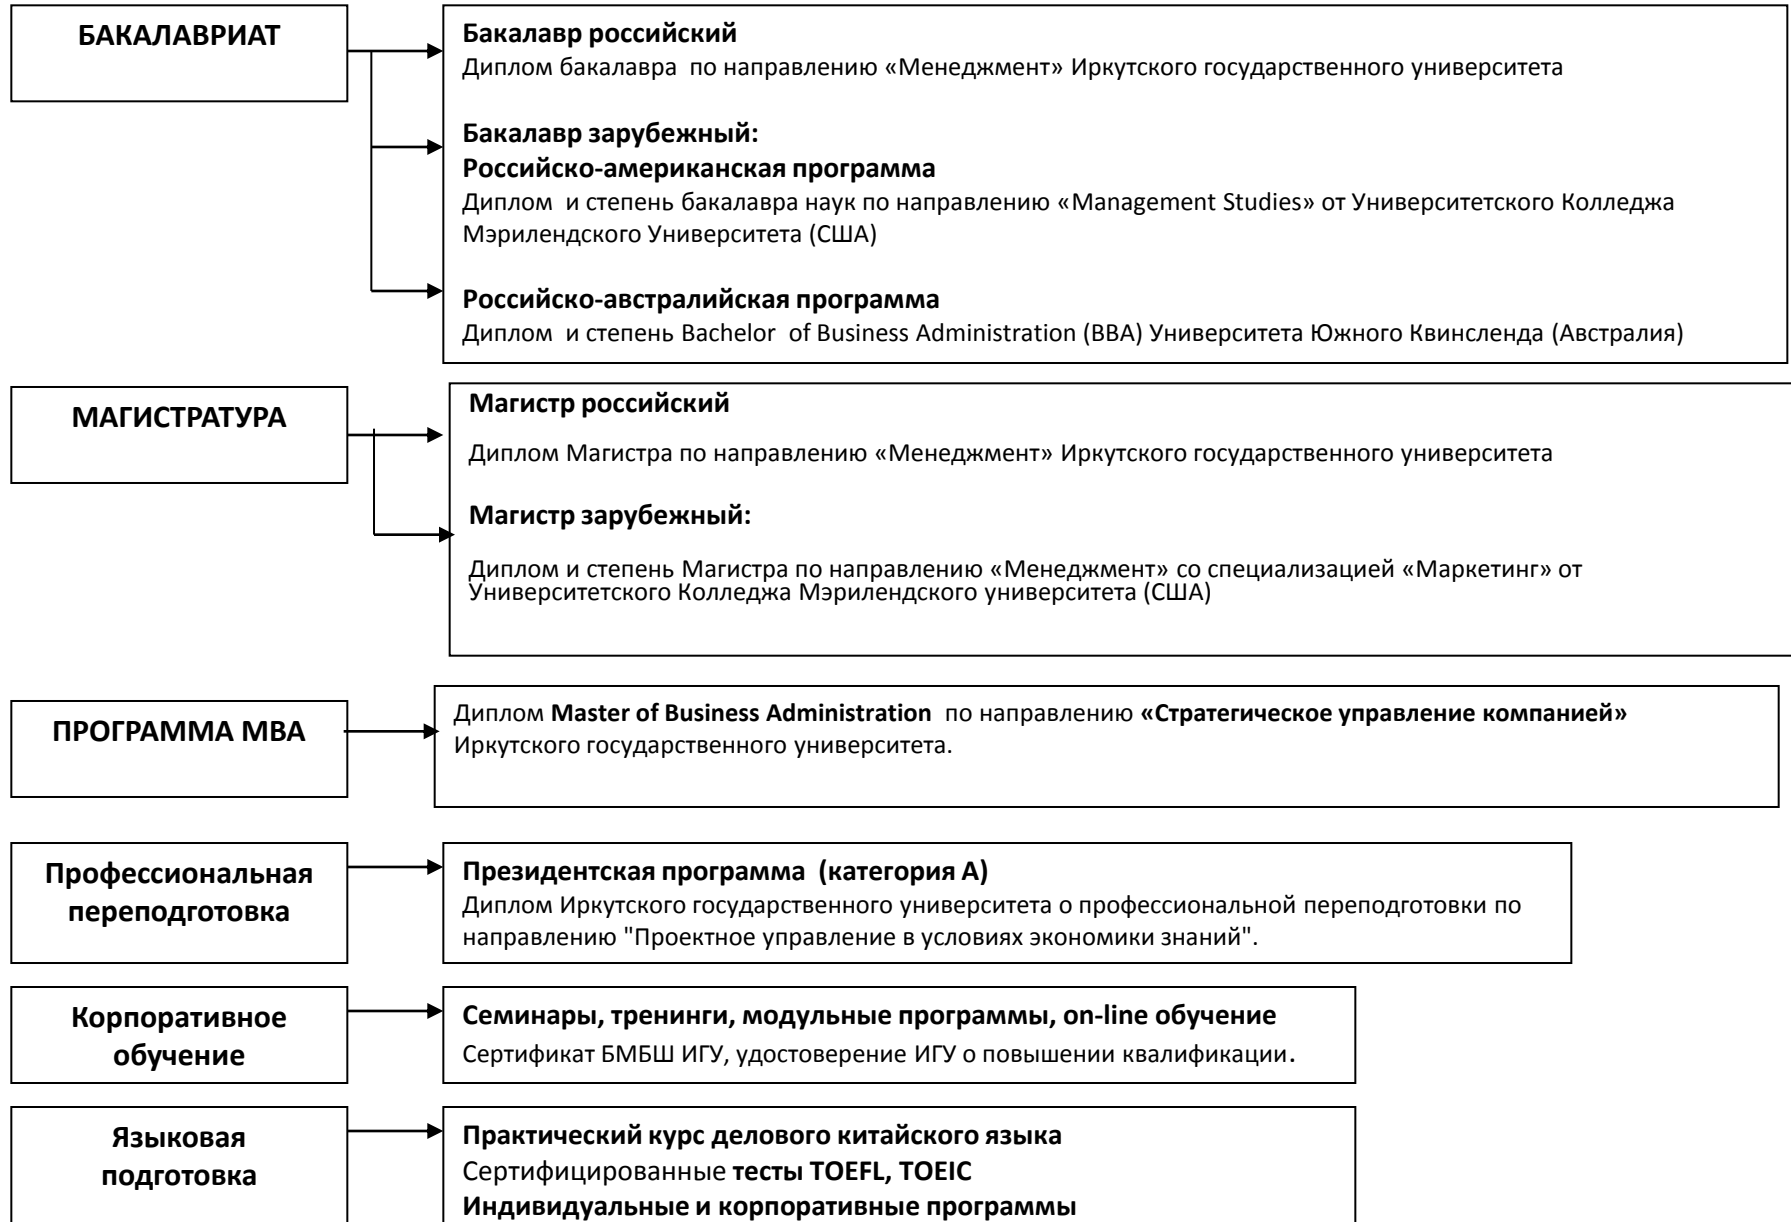 БАКАЛАВРИАТ
Бакалавр российский
Диплом бакалавра по направлению «Менеджмент» Иркутского государственного университета
Бакалавр зарубежный:
Российско-американская программа
Диплом и степень бакалавра наук по направлению «Management Studies» от Университетского Колледжа
Мэрилендского Университета (США)
Российско-австралийская программа
Диплом и степень Bachelor of Business Administration (BBA) Университета Южного Квинсленда (Австралия)
МАГИСТРАТУРА
Магистр российский
Диплом Магистра по направлению «Менеджмент» Иркутского государственного университета
Магистр зарубежный:
Диплом и степень Магистра по направлению «Менеджмент» со специализацией «Маркетинг» от
Университетского Колледжа Мэрилендского университета (США)
ПРОГРАММА MBA
Диплом Master of Business Administration по направлению «Стратегическое управление компанией»
Иркутского государственного университета.
Профессиональная
переподготовка
Президентская программа (категория А)
Диплом Иркутского государственного университета о профессиональной переподготовки по
направлению "Проектное управление в условиях экономики знаний".
Корпоративное
обучение
Семинары, тренинги, модульные программы, on-line обучение
Сертификат БМБШ ИГУ, удостоверение ИГУ о повышении квалификации.
Языковая
подготовка
Практический курс делового китайского языка
Сертифицированные тесты TOEFL, TOEIC
Индивидуальные и корпоративные программы